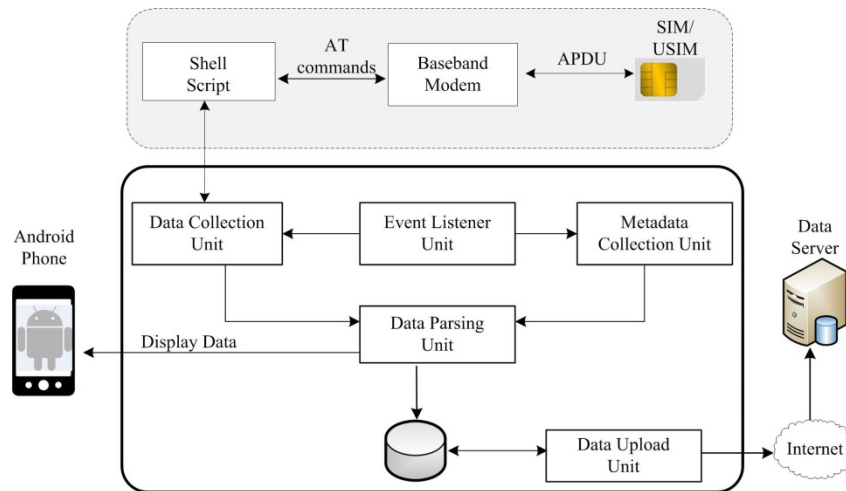 SIM/
USIM
Shell
Script
AT
commands
Baseband
Modem
APDU
Data Collection
Unit
Event Listener
Unit
Metadata
Collection Unit
Android
Phone
Data
Server
Data Parsing
Unit
Display Data
Data Upload
Unit
Internet